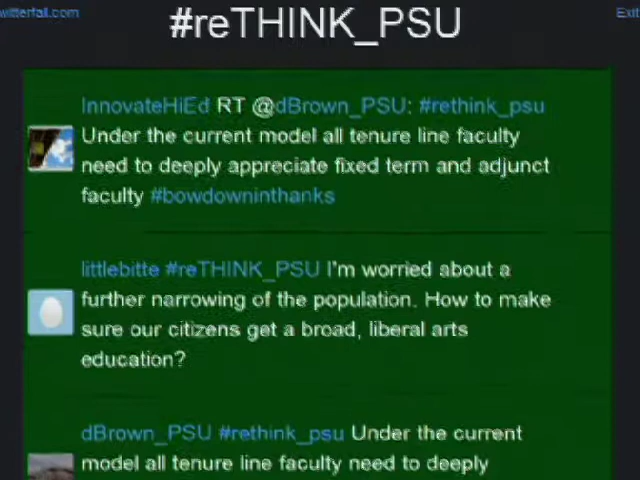 witterfall.com
Exit
#reTHINK_PSU
InnovateHiEd RT @dBrown_PSU: #rethink_psu
Under the current model all tenure line faculty
need to deeply appreciate fixed term and adjunct
faculty #bowdowninthanks
littlebitte #reTHINK_PSU I'm worried about a
further narrowing of the population. How to make
sure our citizens get a broad, liberal arts
education?
dBrown_PSU #rethink_psu Under the current
model all tenure line faculty need to deeply